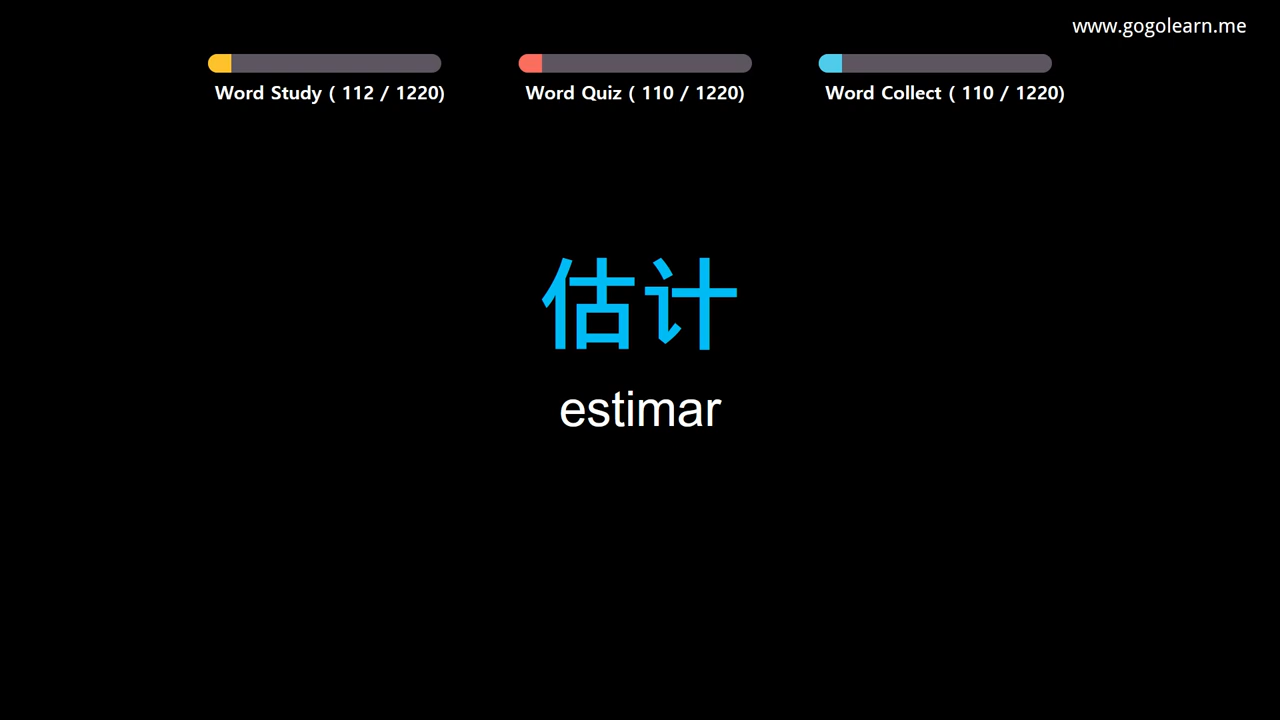 www.gogolearn.me
Word Study ( 112 / 1220)
Word Quiz ( 110 / 1220)
Word Collect ( 110 / 1220)
估计
estimar